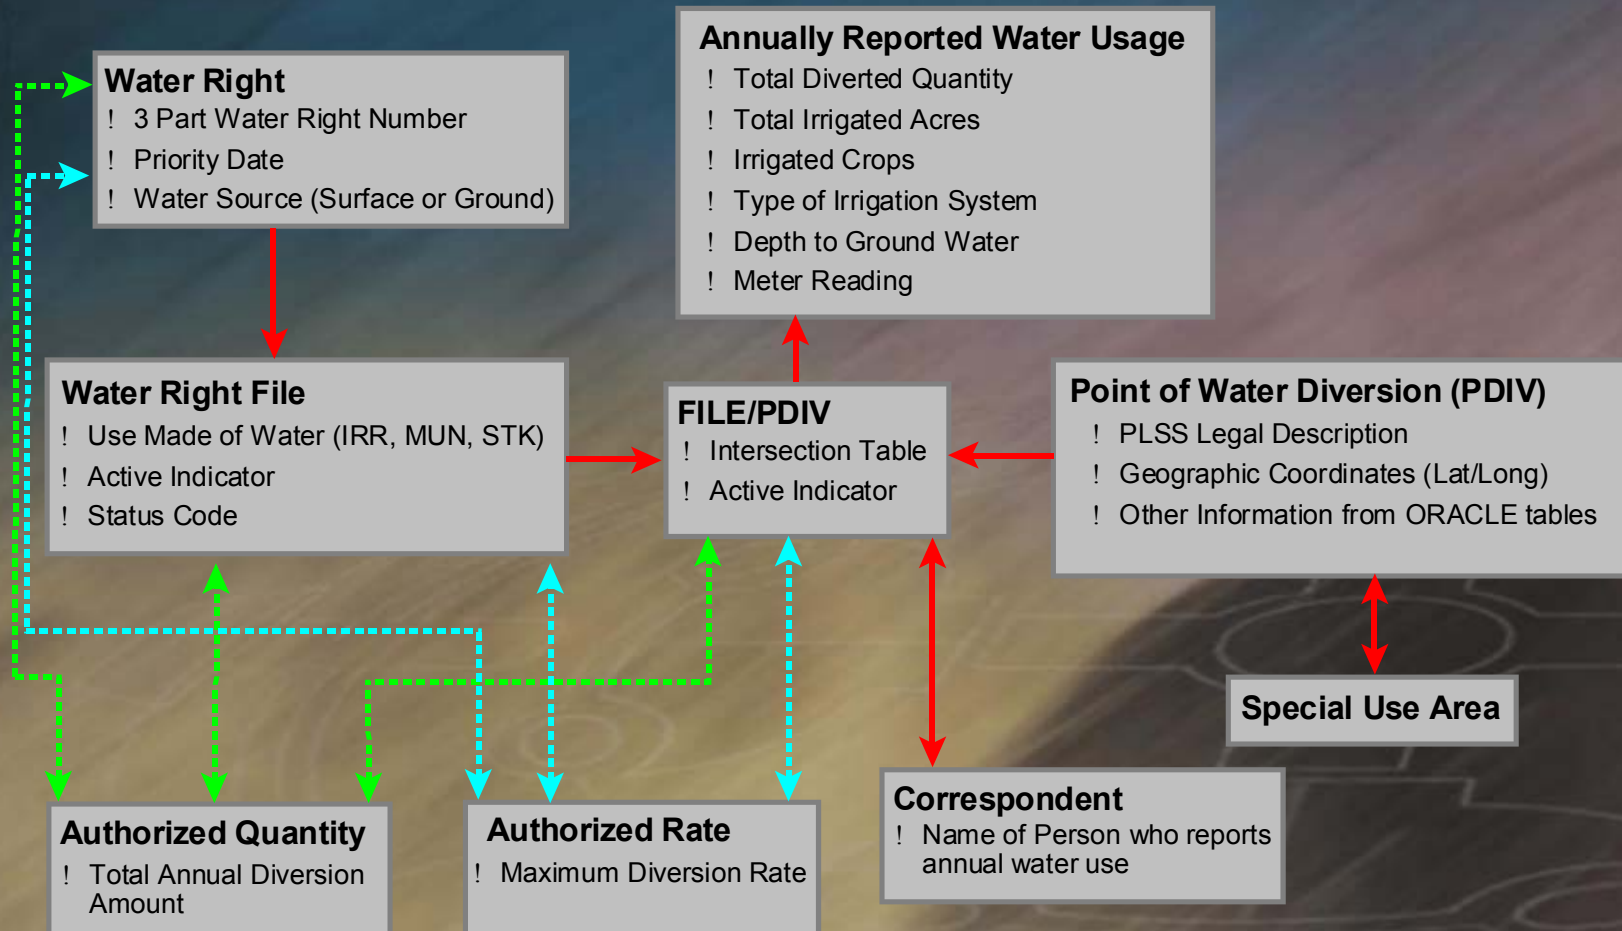 Water Right
! 3 Part Water Right Number
! Priority Date
! Water Source (Surface or Ground)
Annually Reported Water Usage
! Total Diverted Quantity
! Total Irrigated Acres
! Irrigated Crops
! Type of Irrigation System
! Depth to Ground Water
! Meter Reading
Water Right File
! Use Made of Water (IRR, MUN, STK)
! Active Indicator
! Status Code
FILE/PDIV
! Intersection Table
! Active Indicator
Point of Water Diversion (PDIV)
! PLSS Legal Description
! Geographic Coordinates (Lat/Long)
! Other Information from ORACLE tables
Special Use Area
Authorized Quantity
! Total Annual Diversion
Amount
Authorized Rate
! Maximum Diversion Rate
Correspondent
! Name of Person who reports
annual water use